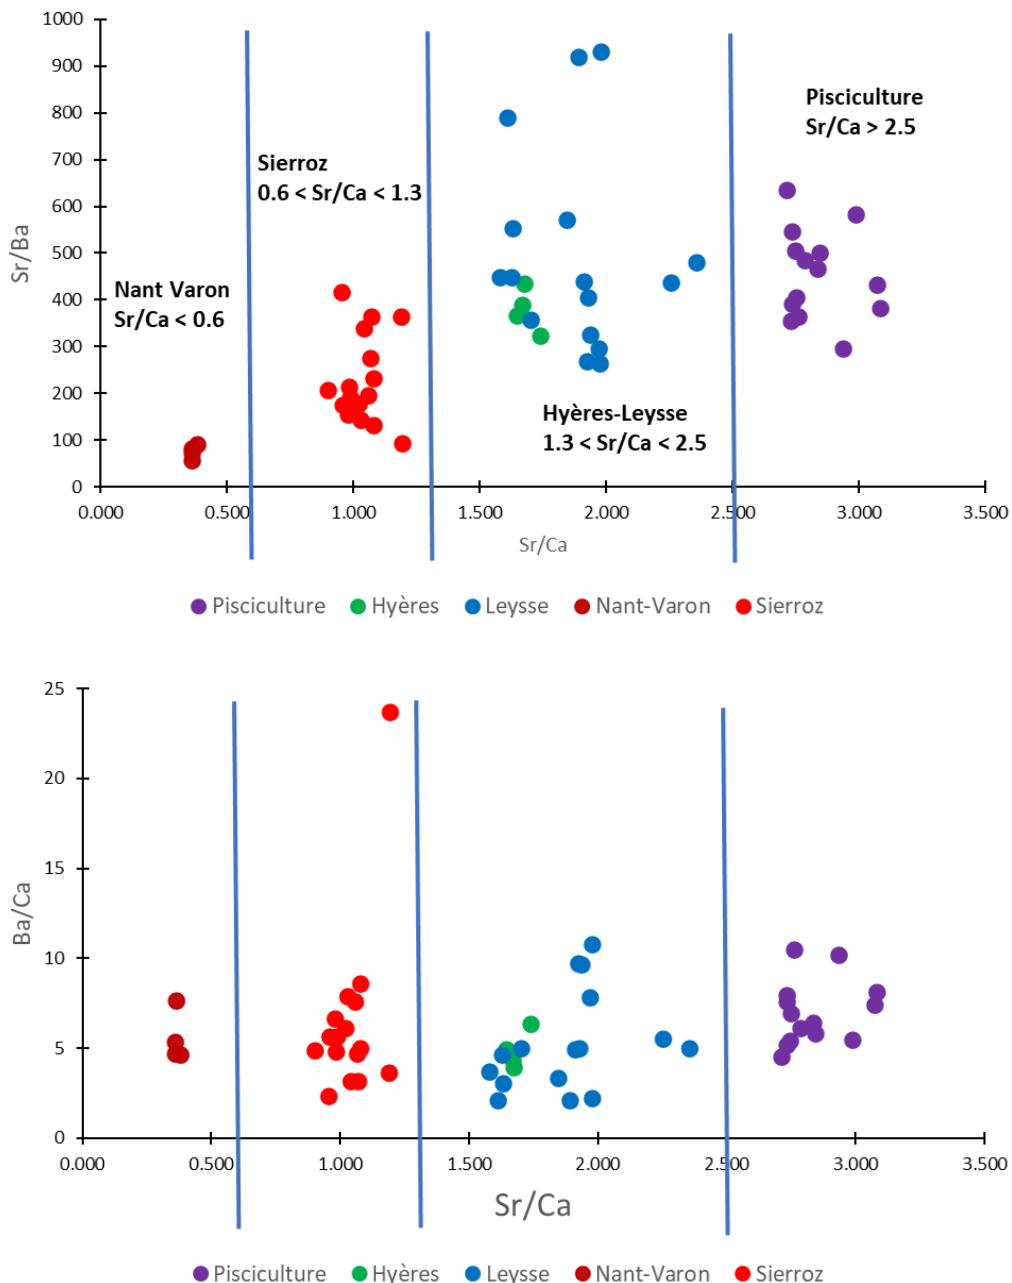 1000
900
800
700
600
500
400
300
200
100
0
Sr/Ba
Pisciculture
Sr/Ca > 2.5
Sierroz
0.6 < Sr/Ca < 1.3
Nant Varon
Sr/Ca < 0.6
Hyères-Leysse
1.3 < Sr/Ca < 2.5
0.000 0.500 1.000 1.500 2.000 2.500 3.000 3.500
Sr/Ca
Pisciculture Hyères Leysse Nant-Varon Sierroz
25
20
15
10
5
0
Ba/Ca
0.000 0.500 1.000 1.500 2.000 2.500 3.000 3.500
Sr/Ca
Pisciculture Hyères Leysse Nant-Varon Sierroz